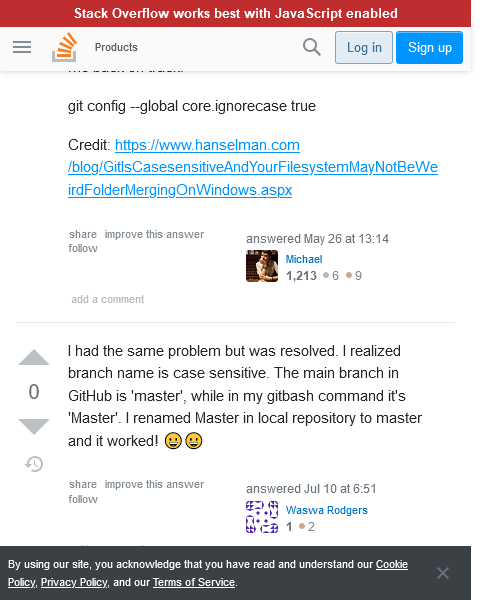 Stack Overflow works best with JavaScript enabled
Products
Log in
Sign up
git config --global core.ignorecase true
Credit: https://www.hanselman.com
/blog/GitIsCasesensitiveAndYourFilesystemMayNotBeWe
irdFolderMergingOnWindows.aspx
share improve this answer
follow
answered May 26 at 13:14
Michael
1,213 6 9
add a comment
I had the same problem but was resolved. I realized
branch name is case sensitive. The main branch in
0
GitHub is 'master', while in my gitbash command it's
'Master'. I renamed Master in local repository to master
and it worked! 😀😀
share improve this answer
follow
answered Jul 10 at 6:51
Waswa Rodgers
1 2
By using our site, you acknowledge that you have read and understand our Cookie
Policy, Privacy Policy, and our Terms of Service.